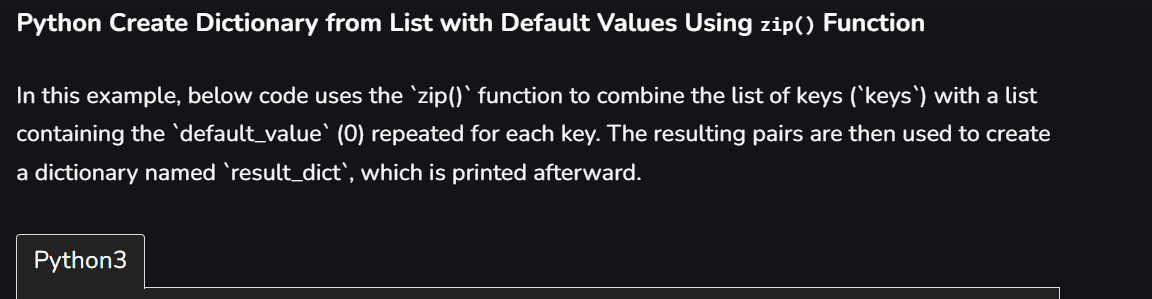 Python Create Dictionary from List with Default Values Using zip() Function
In this example, below code uses the `zip()` function to combine the list of keys (`keys`) with a list
containing the `default_value` (0) repeated for each key. The resulting pairs are then used to create
a dictionary named `result_dict`, which is printed afterward.
Python3